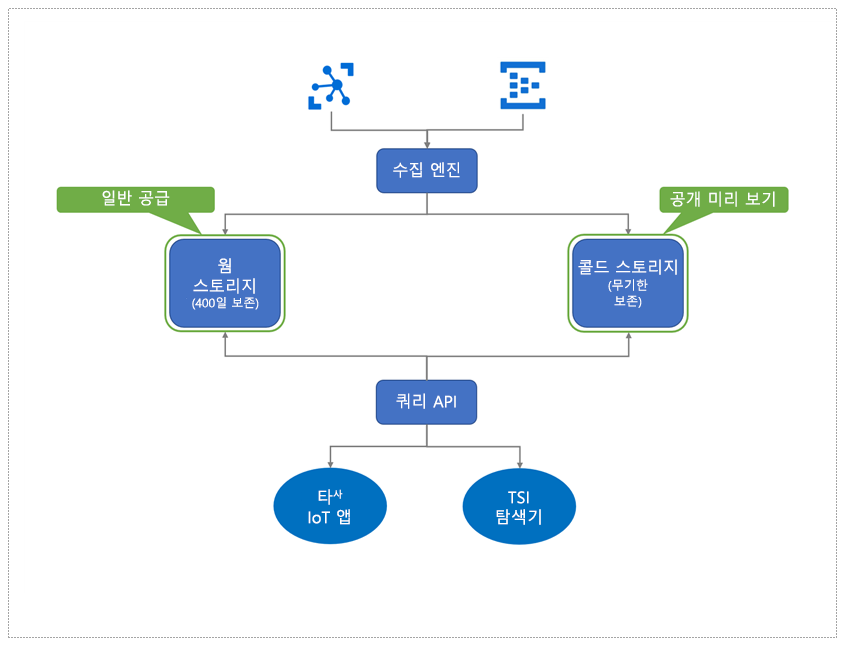 수집 엔진
일반 공급
공개 미리 보기
웜
스토리지
(400일 보존)
콜드 스토리지
(무기한
보존)
쿼리 API
타사
IoT 앱
TSI
탐색기